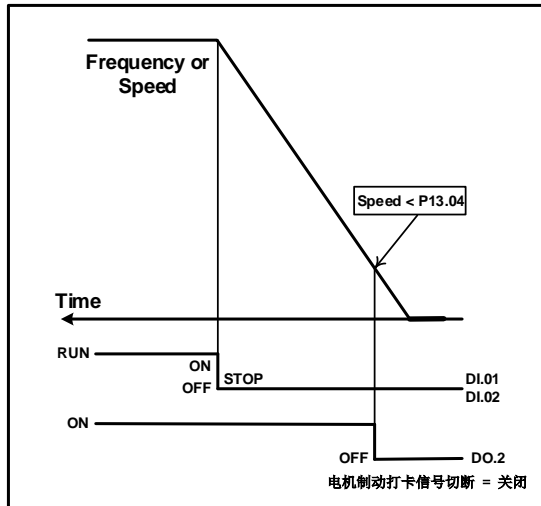 Frequency or
Speed
Speed < P13.04
Time
RUN
ON
OFF
STOP
DI.01
DI.02
ON
OFF
DO.2
电机制动打卡信号切断 = 关闭